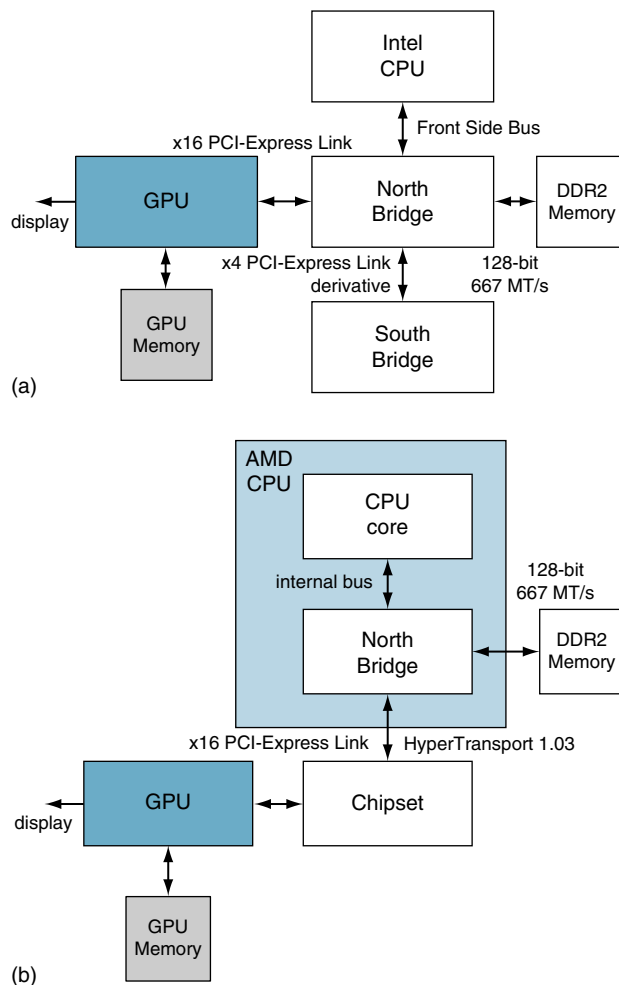 Intel
CPU
Front Side Bus
x16 PCI-Express Link
GPU
North
Bridge
DDR2
Memory
display
x4 PCI-Express Link
derivative
128-bit
667 MT/s
GPU
Memory
South
Bridge
(a)
AMD
CPU
CPU
core
internal bus
128-bit
667 MT/s
North
Bridge
DDR2
Memory
x16 PCI-Express Link
HyperTransport 1.03
GPU
Chipset
display
GPU
Memory
(b)